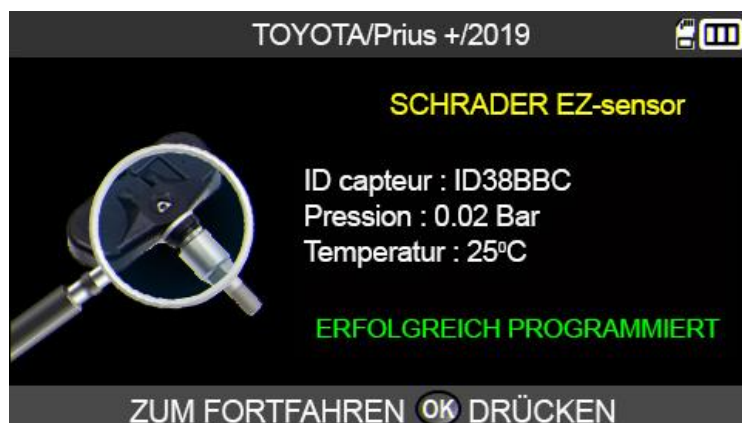 TOYOTA/Prius +/2019
SCHRADER EZ-sensor
ID capteur : ID38BBC
Pression : 0.02 Bar
Temperatur : 25⁰C
ERFOLGREICH PROGRAMMIERT
ZUM FORTFAHREN OK DRÜCKEN